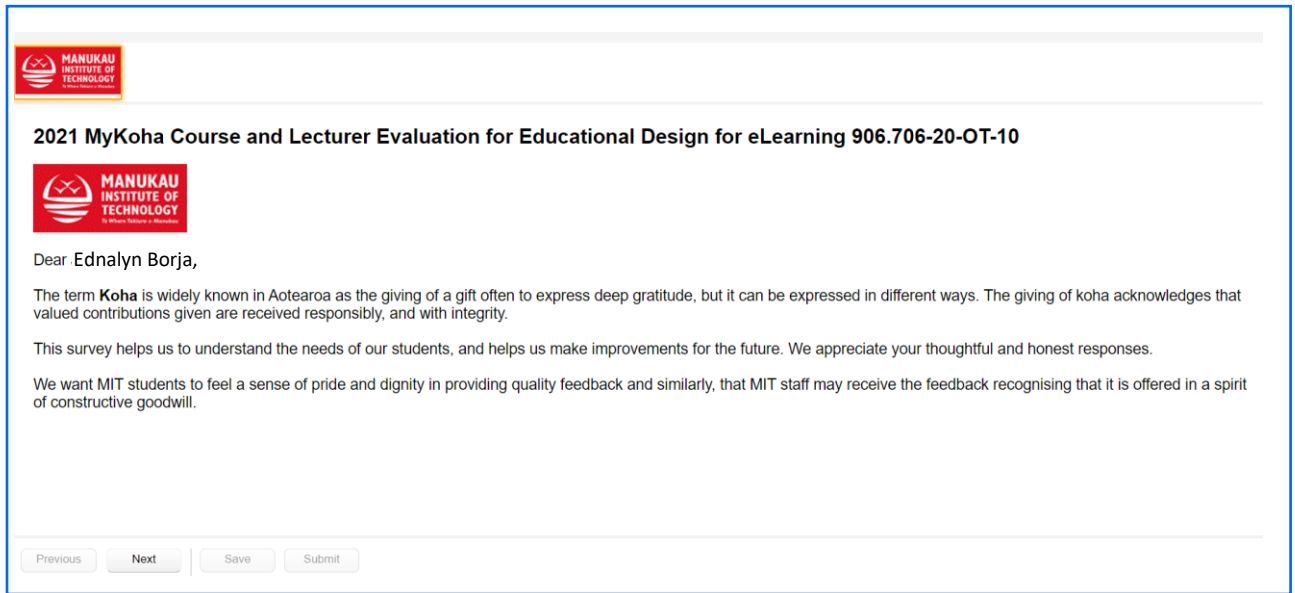 MANUKAU
INSTITUTE OF
TECHNOLOGY
2021 MyKoha Course and Lecturer Evaluation for Educational Design for eLearning 906.706-20-OT-10
MANUKAU
INSTITUTE OF
TECHNOLOGY
Dear Ednalyn Borja,
The term Koha is widely known in Aotearoa as the giving of a gift often to express deep gratitude, but it can be expressed in different ways. The giving of koha acknowledges that
valued contributions given are received responsibly, and with integrity.
This survey helps us to understand the needs of our students, and helps us make improvements for the future. We appreciate your thoughtful and honest responses.
We want MIT students to feel a sense of pride and dignity in providing quality feedback and similarly, that MIT staff may receive the feedback recognising that it is offered in a spirit
of constructive goodwill.
Previous Next Save Submit